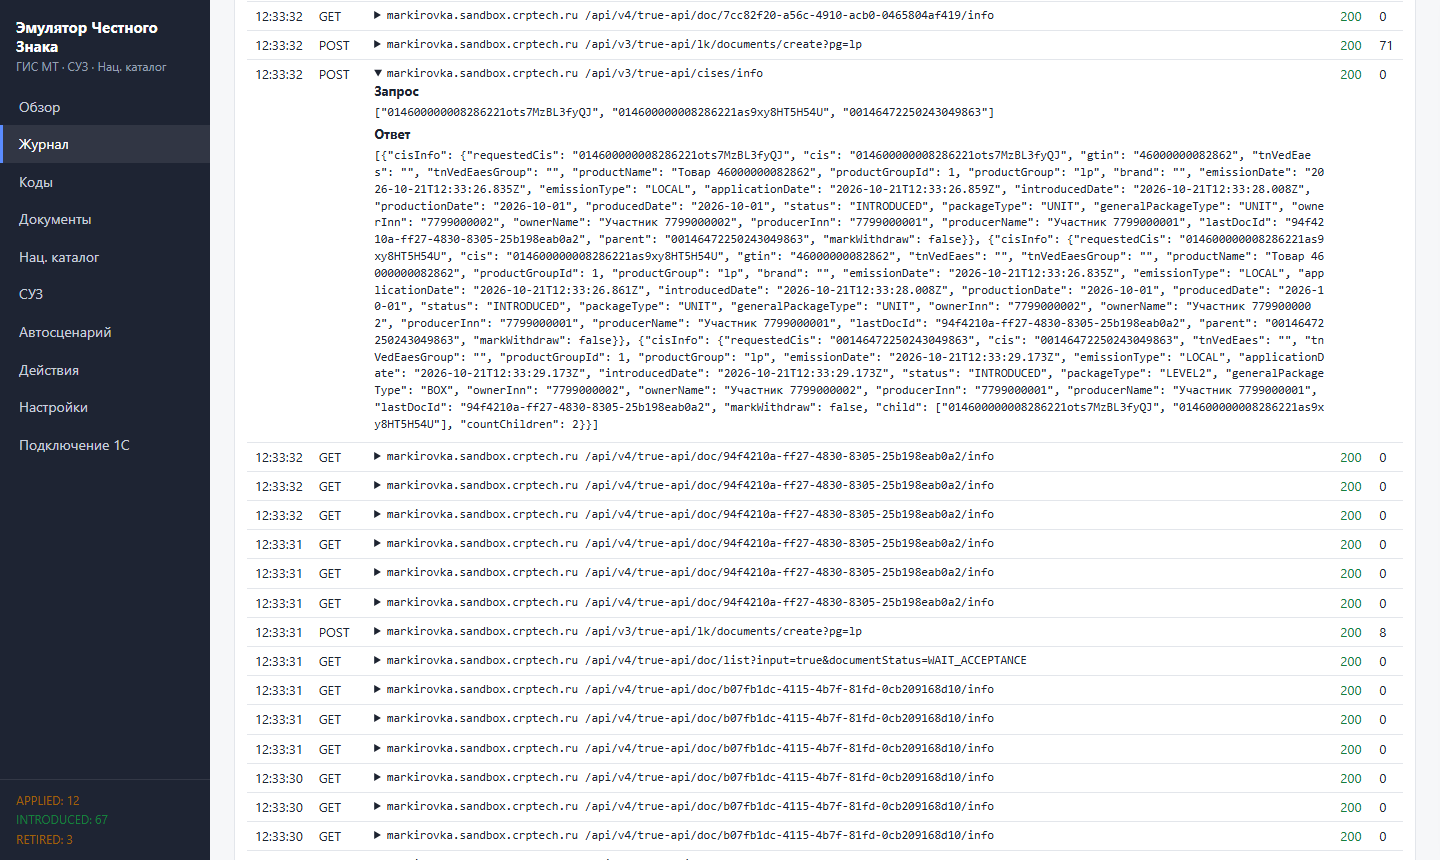 Эмулятор Честного
Знака
ГИС МТ · СУЗ · Нац. каталог
Обзор
Журнал
Коды
Документы
Нац. каталог
СУЗ
Автосценарий
Действия
Настройки
Подключение 1С
APPLIED: 12
INTRODUCED: 67
RETIRED: 3
12:33:32 GET ▶ markirovka.sandbox.crptech.ru /api/v4/true-api/doc/7cc82f20-a56c-4910-acb0-0465804af419/info 200 0
12:33:32 POST ▶ markirovka.sandbox.crptech.ru /api/v3/true-api/lk/documents/create?pg=lp 200 71
12:33:32 POST ▼ markirovka.sandbox.crptech.ru /api/v3/true-api/cises/info 200 0
Запрос
["014600000008286221ots7MzBL3fyQJ", "014600000008286221as9xy8HT5H54U", "00146472250243049863"]
Ответ
[{"cisInfo": {"requestedCis": "014600000008286221ots7MzBL3fyQJ", "cis": "014600000008286221ots7MzBL3fyQJ", "gtin": "46000000082862", "tnVedEae
s": "", "tnVedEaesGroup": "", "productName": "Товар 46000000082862", "productGroupId": 1, "productGroup": "lp", "brand": "", "emissionDate": "20
26-10-21T12:33:26.835Z", "emissionType": "LOCAL", "applicationDate": "2026-10-21T12:33:26.859Z", "introducedDate": "2026-10-21T12:33:28.008Z",
"productionDate": "2026-10-01", "producedDate": "2026-10-01", "status": "INTRODUCED", "packageType": "UNIT", "generalPackageType": "UNIT", "owne
rInn": "7799000002", "ownerName": "Участник 7799000002", "producerInn": "7799000001", "producerName": "Участник 7799000001", "lastDocId": "94f42
10a-ff27-4830-8305-25b198eab0a2", "parent": "00146472250243049863", "markWithdraw": false}}, {"cisInfo": {"requestedCis": "014600000008286221as9
xy8HT5H54U", "cis": "014600000008286221as9xy8HT5H54U", "gtin": "46000000082862", "tnVedEaes": "", "tnVedEaesGroup": "", "productName": "Товар 46
000000082862", "productGroupId": 1, "productGroup": "lp", "brand": "", "emissionDate": "2026-10-21T12:33:26.835Z", "emissionType": "LOCAL", "app
licationDate": "2026-10-21T12:33:26.861Z", "introducedDate": "2026-10-21T12:33:28.008Z", "productionDate": "2026-10-01", "producedDate": "2026-1
0-01", "status": "INTRODUCED", "packageType": "UNIT", "generalPackageType": "UNIT", "ownerInn": "7799000002", "ownerName": "Участник 779900000
2", "producerInn": "7799000001", "producerName": "Участник 7799000001", "lastDocId": "94f4210a-ff27-4830-8305-25b198eab0a2", "parent": "00146472
250243049863", "markWithdraw": false}}, {"cisInfo": {"requestedCis": "00146472250243049863", "cis": "00146472250243049863", "tnVedEaes": "", "tn
VedEaesGroup": "", "productGroupId": 1, "productGroup": "lp", "emissionDate": "2026-10-21T12:33:29.173Z", "emissionType": "LOCAL", "applicationD
ate": "2026-10-21T12:33:29.173Z", "introducedDate": "2026-10-21T12:33:29.173Z", "status": "INTRODUCED", "packageType": "LEVEL2", "generalPackage
Type": "BOX", "ownerInn": "7799000002", "ownerName": "Участник 7799000002", "producerInn": "7799000001", "producerName": "Участник 7799000001",
"lastDocId": "94f4210a-ff27-4830-8305-25b198eab0a2", "markWithdraw": false, "child": ["014600000008286221ots7MzBL3fyQJ", "014600000008286221as9x
y8HT5H54U"], "countChildren": 2}}]
12:33:32 GET ▶ markirovka.sandbox.crptech.ru /api/v4/true-api/doc/94f4210a-ff27-4830-8305-25b198eab0a2/info 200 0
12:33:32 GET ▶ markirovka.sandbox.crptech.ru /api/v4/true-api/doc/94f4210a-ff27-4830-8305-25b198eab0a2/info 200 0
12:33:32 GET ▶ markirovka.sandbox.crptech.ru /api/v4/true-api/doc/94f4210a-ff27-4830-8305-25b198eab0a2/info 200 0
12:33:31 GET ▶ markirovka.sandbox.crptech.ru /api/v4/true-api/doc/94f4210a-ff27-4830-8305-25b198eab0a2/info 200 0
12:33:31 GET ▶ markirovka.sandbox.crptech.ru /api/v4/true-api/doc/94f4210a-ff27-4830-8305-25b198eab0a2/info 200 0
12:33:31 GET ▶ markirovka.sandbox.crptech.ru /api/v4/true-api/doc/94f4210a-ff27-4830-8305-25b198eab0a2/info 200 0
12:33:31 POST ▶ markirovka.sandbox.crptech.ru /api/v3/true-api/lk/documents/create?pg=lp 200 8
12:33:31 GET ▶ markirovka.sandbox.crptech.ru /api/v4/true-api/doc/list?input=true&documentStatus=WAIT_ACCEPTANCE 200 0
12:33:31 GET ▶ markirovka.sandbox.crptech.ru /api/v4/true-api/doc/b07fb1dc-4115-4b7f-81fd-0cb209168d10/info 200 0
12:33:31 GET ▶ markirovka.sandbox.crptech.ru /api/v4/true-api/doc/b07fb1dc-4115-4b7f-81fd-0cb209168d10/info 200 0
12:33:31 GET ▶ markirovka.sandbox.crptech.ru /api/v4/true-api/doc/b07fb1dc-4115-4b7f-81fd-0cb209168d10/info 200 0
12:33:30 GET ▶ markirovka.sandbox.crptech.ru /api/v4/true-api/doc/b07fb1dc-4115-4b7f-81fd-0cb209168d10/info 200 0
12:33:30 GET ▶ markirovka.sandbox.crptech.ru /api/v4/true-api/doc/b07fb1dc-4115-4b7f-81fd-0cb209168d10/info 200 0
12:33:30 GET ▶ markirovka.sandbox.crptech.ru /api/v4/true-api/doc/b07fb1dc-4115-4b7f-81fd-0cb209168d10/info 200 0